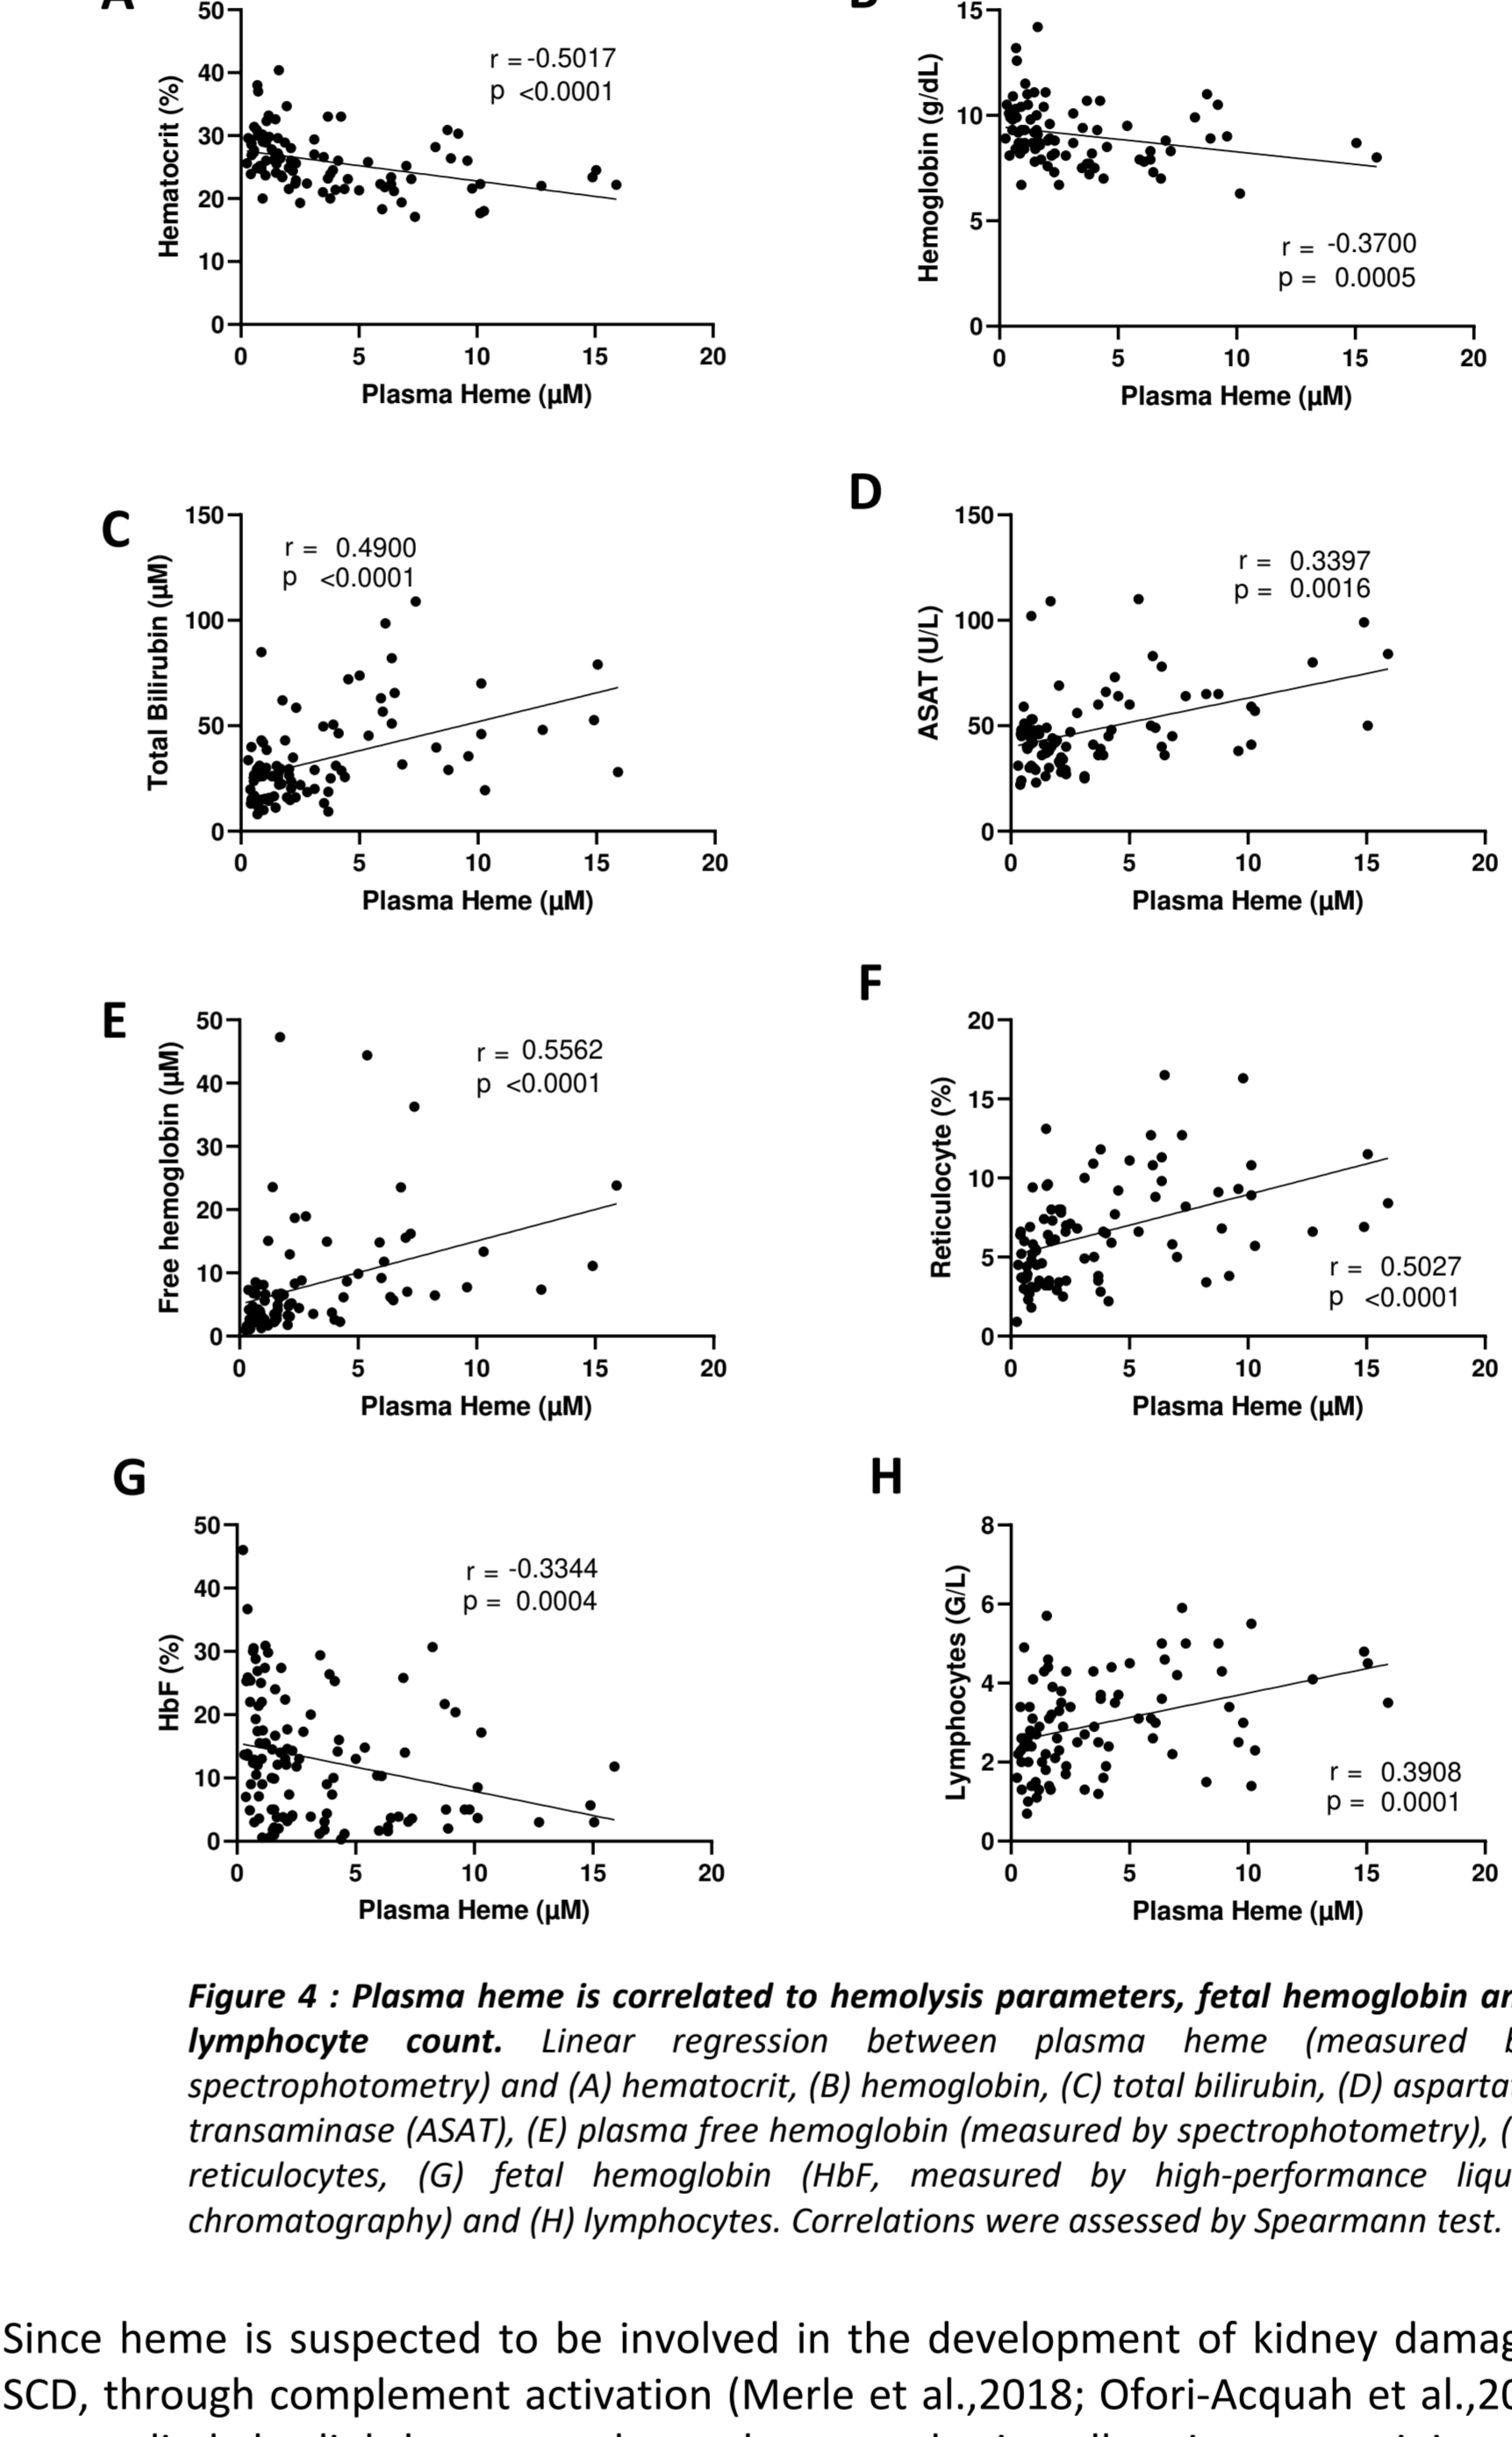 A
50
40
30
20
10
0
Hematocrit (%)
r = -0.5017
p <0.0001
0 5 10 15 20
Plasma Heme (µM)
15
10
5
0
Hemoglobin (g/dL)
r = -0.3700
p = 0.0005
0 5 10 15 20
Plasma Heme (µM)
C
150
100
50
0
Total Bilirubin (µM)
r = 0.4900
p <0.0001
0 5 10 15 20
Plasma Heme (µM)
D
150
100
50
0
ASAT (U/L)
r = 0.3397
p = 0.0016
0 5 10 15 20
Plasma Heme (µM)
E
50
40
30
20
10
0
Free hemoglobin (µM)
r = 0.5562
p <0.0001
0 5 10 15 20
Plasma Heme (µM)
F
20
15
10
5
0
Reticulocyte (%)
r = 0.5027
p <0.0001
0 5 10 15 20
Plasma Heme (µM)
G
50
40
30
20
10
0
HbF (%)
r = -0.3344
p = 0.0004
0 5 10 15 20
Plasma Heme (µM)
H
8
6
4
2
0
Lymphocytes (G/L)
r = 0.3908
p = 0.0001
0 5 10 15 20
Plasma Heme (µM)
Figure 4 : Plasma heme is correlated to hemolysis parameters, fetal hemoglobin an
lymphocyte count. Linear regression between plasma heme (measured b
spectrophotometry) and (A) hematocrit, (B) hemoglobin, (C) total bilirubin, (D) asparta
transaminase (ASAT), (E) plasma free hemoglobin (measured by spectrophotometry), (
reticulocytes, (G) fetal hemoglobin (HbF, measured by high-performance liqu
chromatography) and (H) lymphocytes. Correlations were assessed by Spearmann test.
Since heme is suspected to be involved in the development of kidney damag
SCD, through complement activation (Merle et al.,2018; Ofori-Acquah et al.,20